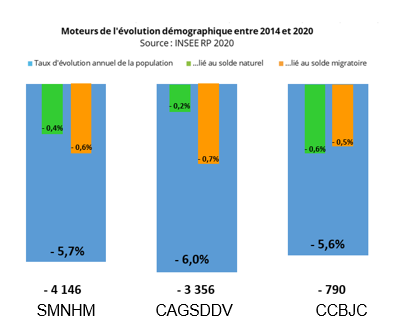 Moteurs de l'évolution démographique entre 2014 et 2020
Source : INSEE RP 2020
Taux d'évolution annuel de la population ...lié au solde naturel ...lié au solde migratoire
- 0,4% - 0,6% - 0,2% - 0,7% - 0,6% - 0,5%
- 5,7% - 6,0% - 5,6%
- 4 146 - 3 356 - 790
SMNHM CAGSDDV CCBJC